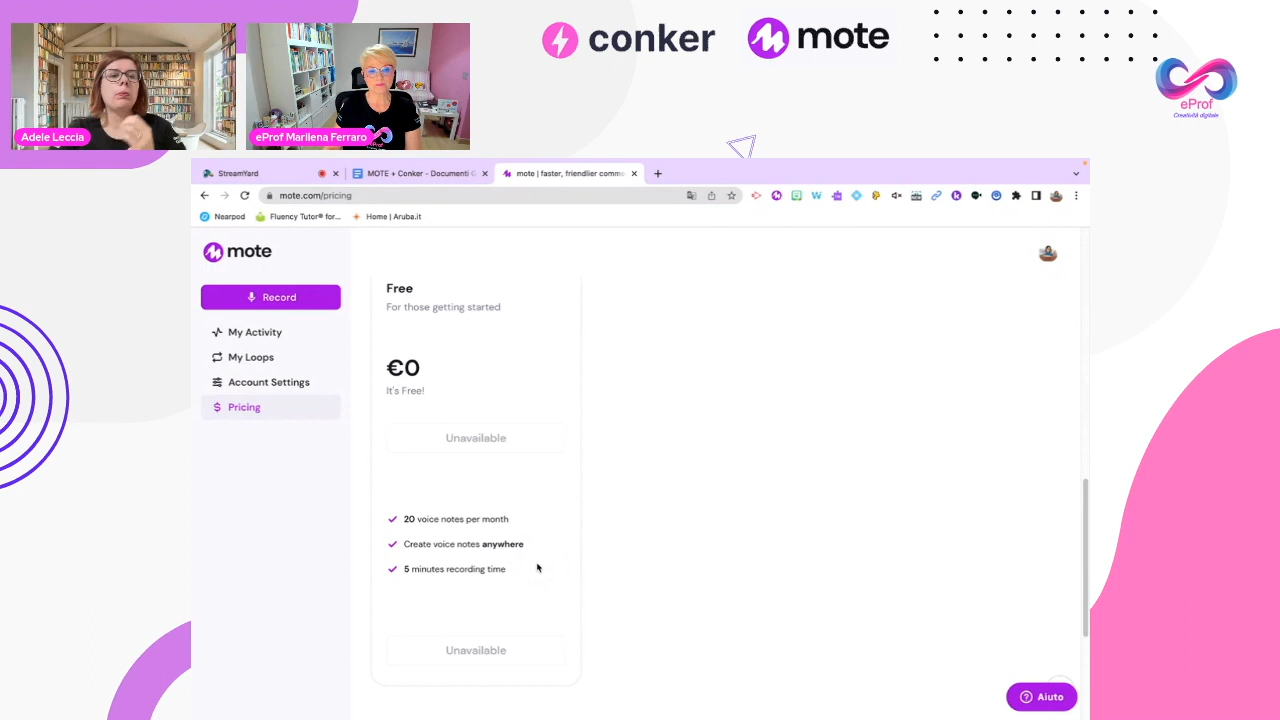 conker
mote
eProf
Creatività digitale
Adele Leccia
eProf Marilena Ferraro
StreamYard
MOTE + Conker - Documenti G
mote | faster, friendlier comme
mote.com/pricing
Nearpod
Fluency Tutor® for...
Home | Aruba.it
mote
Record
My Activity
My Loops
Account Settings
Pricing
Free
For those getting started
€0
It's Free!
Unavailable
20 voice notes per month
Create voice notes anywhere
5 minutes recording time
Unavailable
Aiuto